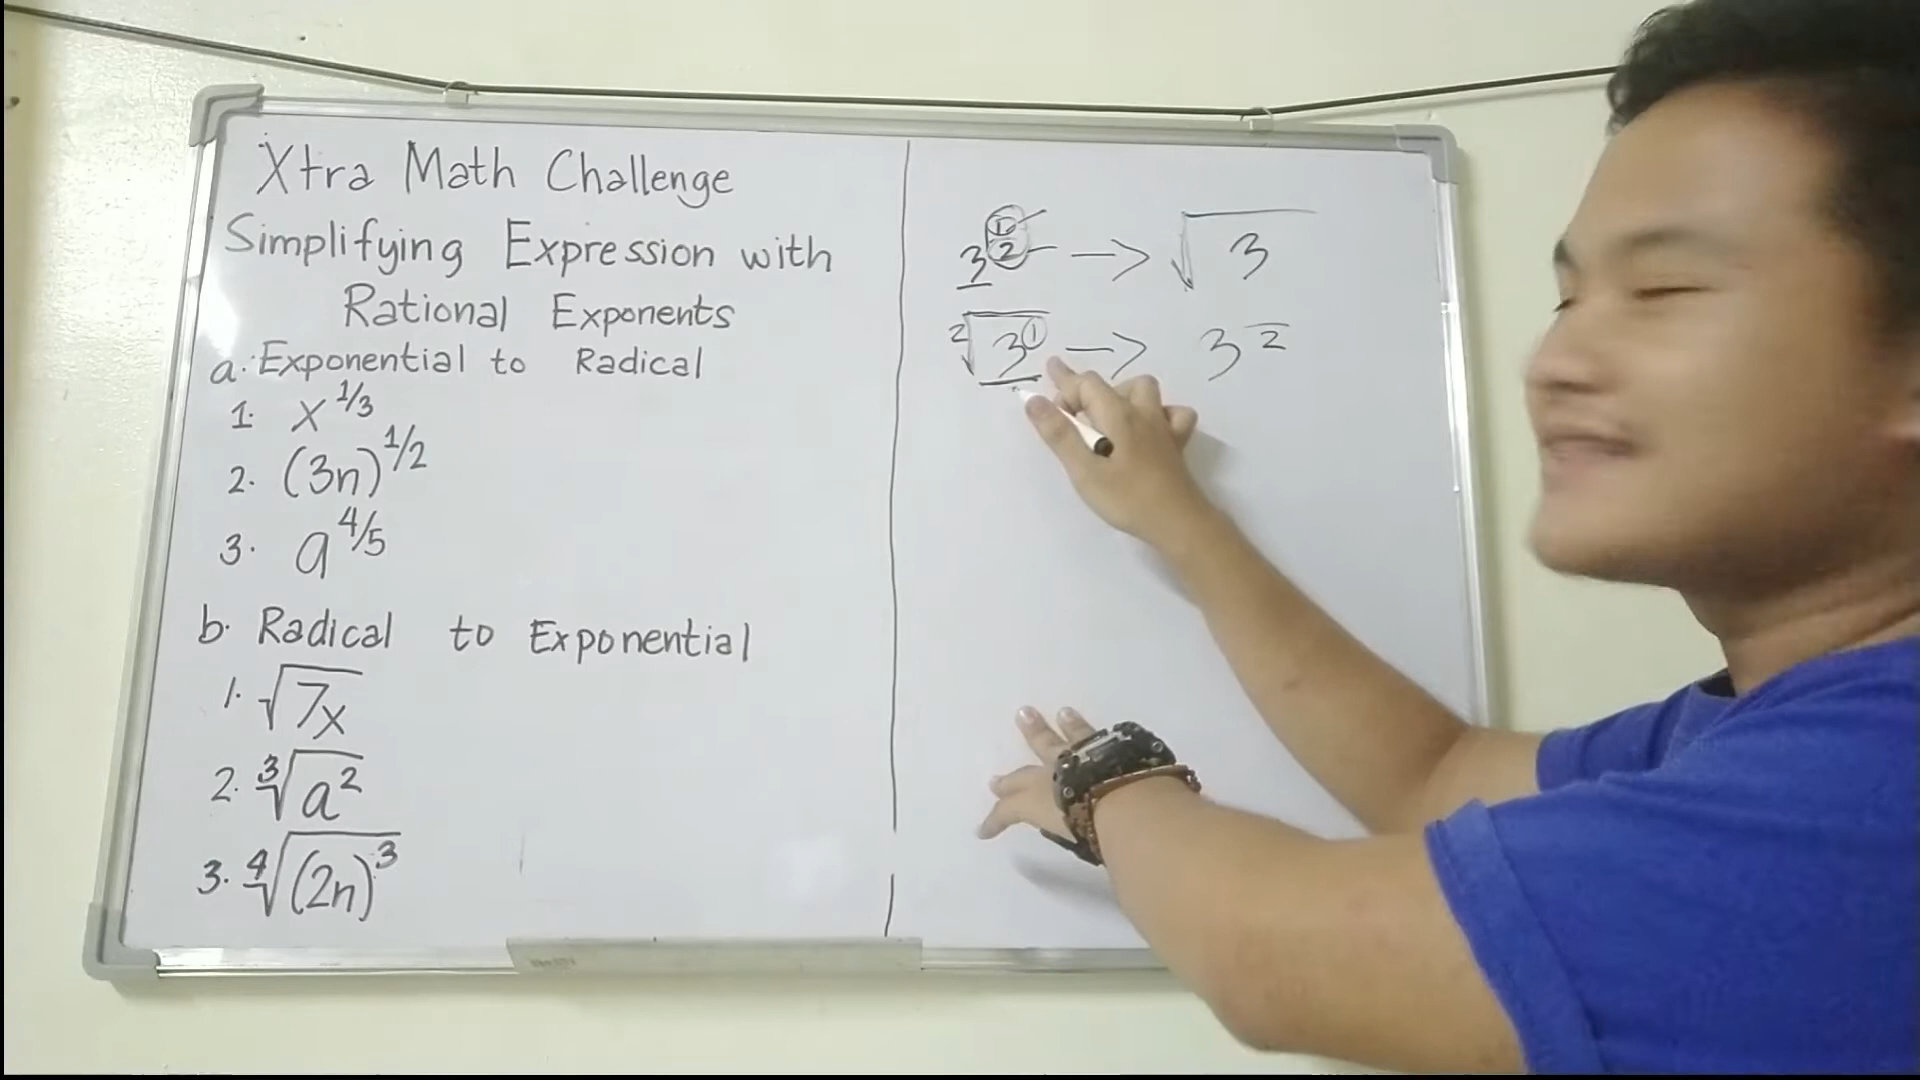 Xtra Math Challenge
Simplifying Expression with
Rational Exponents
a. Exponential to Radical
1. x^1/3
2. (3n)^1/2
3. a^4/5
b. Radical to Exponential
1. √7x
2. ∛a²
3. ∜(2n)³
3^1/2 → √3
²√3¹ → 3^‾2